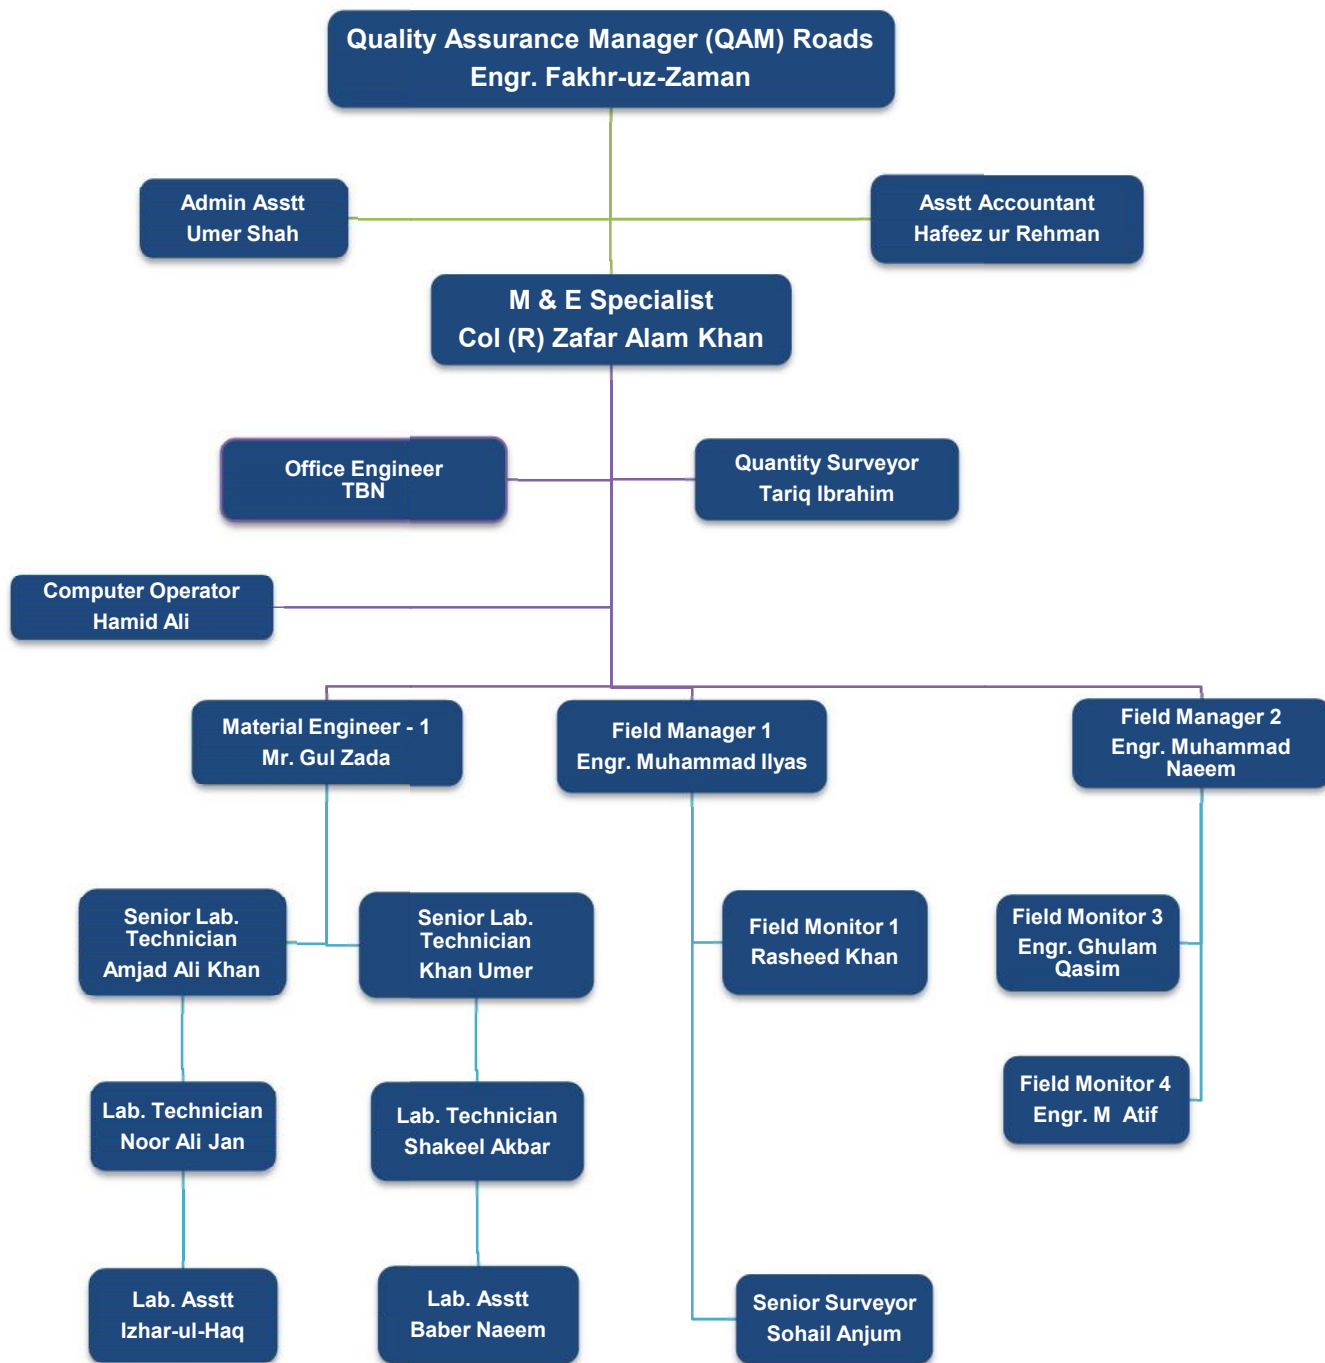 Quality Assurance Manager (QAM) Roads
Engr. Fakhr-uz-Zaman
Admin Asstt
Umer Shah
Asstt Accountant
Hafeez ur Rehman
M & E Specialist
Col (R) Zafar Alam Khan
Office Engineer
TBN
Quantity Surveyor
Tariq Ibrahim
Computer Operator
Hamid Ali
Material Engineer - 1
Mr. Gul Zada
Field Manager 1
Engr. Muhammad Ilyas
Field Manager 2
Engr. Muhammad
Naeem
Senior Lab.
Technician
Amjad Ali Khan
Senior Lab.
Technician
Khan Umer
Field Monitor 1
Rasheed Khan
Field Monitor 3
Engr. Ghulam
Qasim
Lab. Technician
Noor Ali Jan
Lab. Technician
Shakeel Akbar
Field Monitor 4
Engr. M Atif
Lab. Asstt
Izhar-ul-Haq
Lab. Asstt
Baber Naeem
Senior Surveyor
Sohail Anjum